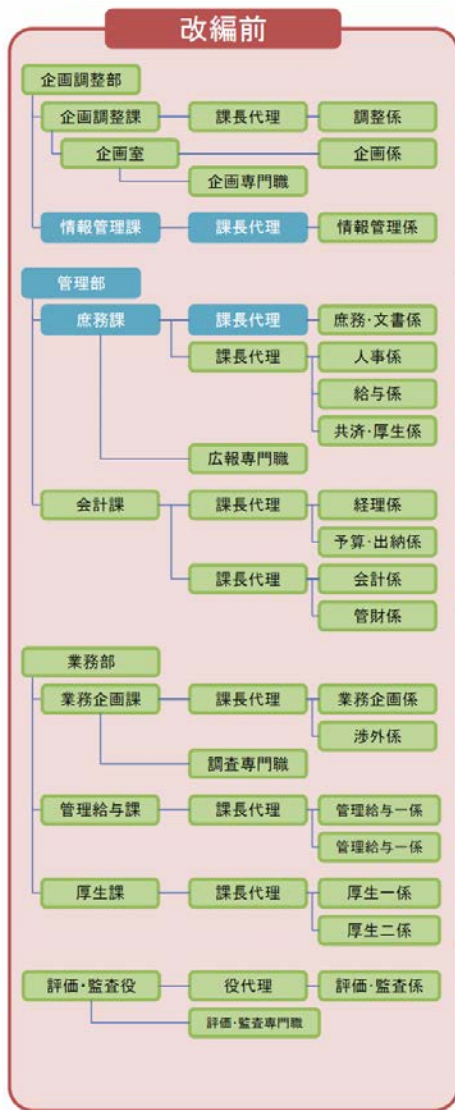 改編前
企画調整部
企画調整課 課長代理 調整係
企画室 企画係
企画専門職
情報管理課 課長代理 情報管理係
管理部
庶務課 課長代理 庶務・文書係
課長代理 人事係
給与係
共済・厚生係
広報専門職
会計課 課長代理 経理係
予算・出納係
課長代理 会計係
管財係
業務部
業務企画課 課長代理 業務企画係
渉外係
調査専門職
管理給与課 課長代理 管理給与一係
管理給与一係
厚生課 課長代理 厚生一係
厚生二係
評価・監査役 役代理 評価・監査係
評価・監査専門職